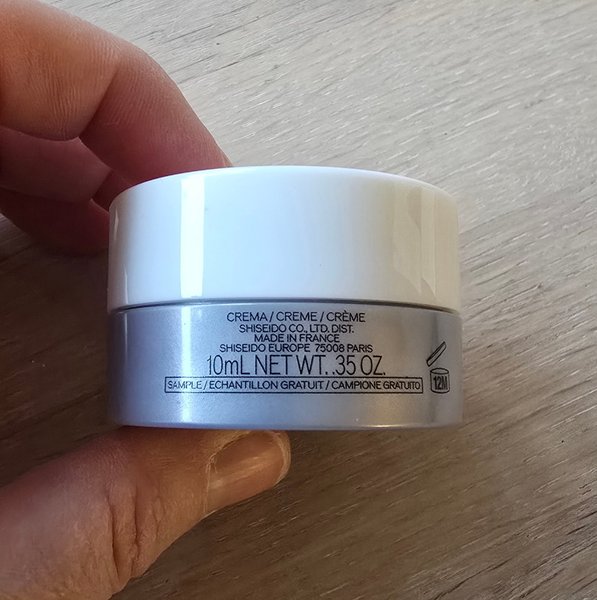 CREMA / CREME / CRÈME
SHISEIDO CO., LTD. DIST.
MADE IN FRANCE
SHISEIDO EUROPE 75008 PARIS
10mL NET WT. .35 OZ.
SAMPLE / ECHANTILLON GRATUIT / CAMPIONE GRATUITO
12M